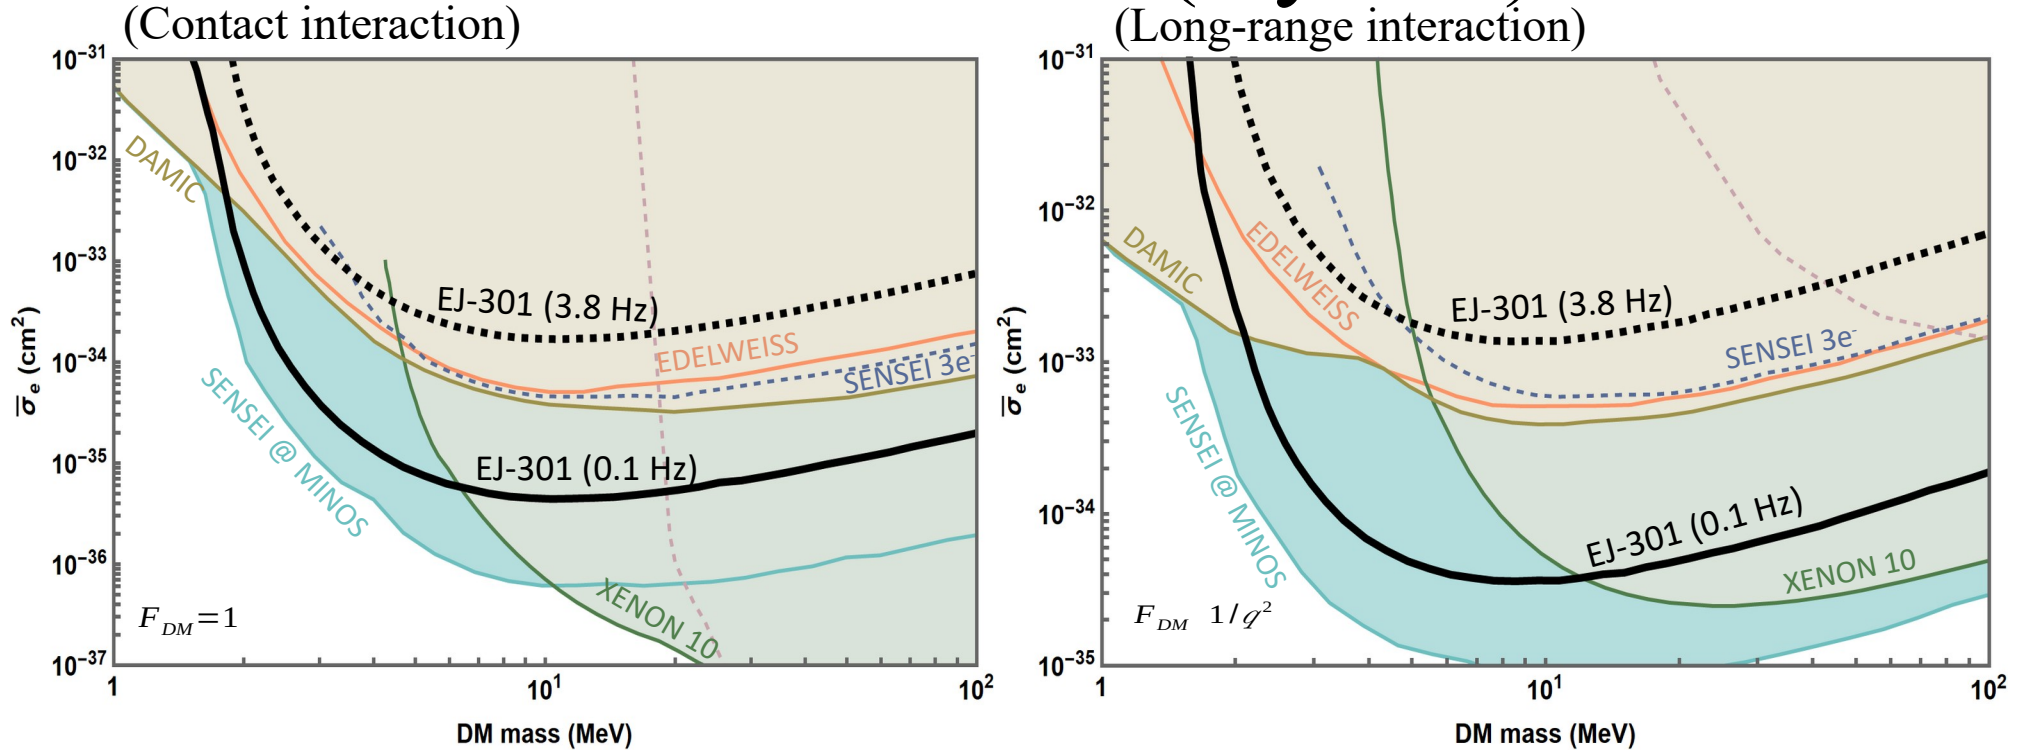 (Contact interaction)
10⁻³¹
10⁻³²
10⁻³³
10⁻³⁴
10⁻³⁵
10⁻³⁶
10⁻³⁷
σ̅ₑ (cm²)
DAMIC
SENSEI @ MINOS
EJ-301 (3.8 Hz)
EDELWEISS
SENSEI 3e⁻
EJ-301 (0.1 Hz)
XENON 10
F_DM=1
1
10¹
10²
DM mass (MeV)
(Long-range interaction)
10⁻³¹
10⁻³²
10⁻³³
10⁻³⁴
10⁻³⁵
σ̅ₑ (cm²)
DAMIC
EDELWEISS
SENSEI @ MINOS
EJ-301 (3.8 Hz)
SENSEI 3e⁻
EJ-301 (0.1 Hz)
XENON 10
F_DM 1/q²
1
10¹
10²
DM mass (MeV)